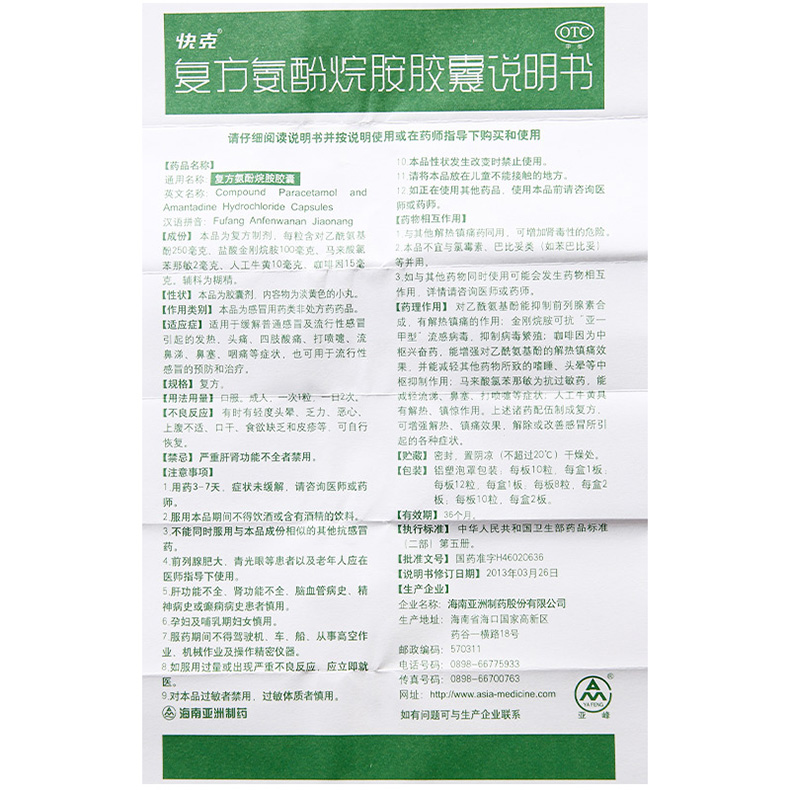 快克®
OTC
甲类
复方氨酚烷胺胶囊说明书
请仔细阅读说明书并按说明使用或在药师指导下购买和使用
【药品名称】
通用名称：复方氨酚烷胺胶囊
英文名称：Compound Paracetamol and
Amantadine Hydrochloride Capsules
汉语拼音：Fufang Anfenwanan Jiaonang
【成份】 本品为复方制剂，每粒含对乙酰氨基
酚250毫克、盐酸金刚烷胺100毫克、马来酸氯
苯那敏2毫克、人工牛黄10毫克、咖啡因15毫
克。辅料为糊精。
【性状】 本品为胶囊剂，内容物为淡黄色的小丸。
【作用类别】 本品为感冒用药类非处方药药品。
【适应症】 适用于缓解普通感冒及流行性感冒
引起的发热、头痛、四肢酸痛、打喷嚏、流
鼻涕、鼻塞、咽痛等症状，也可用于流行性
感冒的预防和治疗。
【规格】 复方。
【用法用量】 口服。成人，一次1粒，一日2次。
【不良反应】 有时有轻度头晕、乏力、恶心、
上腹不适、口干、食欲缺乏和皮疹等，可自行
恢复。
【禁忌】 严重肝肾功能不全者禁用。
【注意事项】
1.用药3-7天，症状未缓解，请咨询医师或药
师。
2.服用本品期间不得饮酒或含有酒精的饮料。
3.不能同时服用与本品成份相似的其他抗感冒
药。
4.前列腺肥大、青光眼等患者以及老年人应在
医师指导下使用。
5.肝功能不全、肾功能不全、脑血管病史、精
神病史或癫痫病史患者慎用。
6.孕妇及哺乳期妇女慎用。
7.服药期间不得驾驶机、车、船、从事高空作
业、机械作业及操作精密仪器。
8.如服用过量或出现严重不良反应，应立即就
医。
9.对本品过敏者禁用，过敏体质者慎用。
海南亚洲制药
10.本品性状发生改变时禁止使用。
11.请将本品放在儿童不能接触的地方。
12.如正在使用其他药品，使用本品前请咨询医
师或药师。
【药物相互作用】
1.与其他解热镇痛药同用，可增加肾毒性的危险。
2.本品不宜与氯霉素、巴比妥类（如苯巴比妥）
等并用。
3.如与其他药物同时使用可能会发生药物相互
作用，详情请咨询医师或药师。
【药理作用】 对乙酰氨基酚能抑制前列腺素合
成，有解热镇痛的作用；金刚烷胺可抗“亚—
甲型”流感病毒，抑制病毒繁殖；咖啡因为中
枢兴奋药，能增强对乙酰氨基酚的解热镇痛效
果，并能减轻其他药物所致的嗜睡、头晕等中
枢抑制作用；马来酸氯苯那敏为抗过敏药，能
减轻流涕、鼻塞、打喷嚏等症状；人工牛黄具
有解热、镇惊作用。上述诸药配伍制成复方，
可增强解热、镇痛效果，解除或改善感冒所引
起的各种症状。
【贮藏】 密封，置阴凉（不超过20℃）干燥处。
【包装】 铝塑泡罩包装：每板10粒，每盒1板；
每板12粒，每盒1板；每板8粒，每盒2
板；每板10粒，每盒2板。
【有效期】 36个月。
【执行标准】 中华人民共和国卫生部药品标准
（二部）第五册。
【批准文号】 国药准字H46020636
【说明书修订日期】 2013年03月26日
【生产企业】
企业名称：海南亚洲制药股份有限公司
生产地址：海南省海口国家高新区
药谷一横路18号
邮政编码：570311
电话号码：0898-66775933
传真号码：0898-66700763
网址：http://www.asia-medicine.com
如有问题可与生产企业联系
YA FENG
®
亚峰